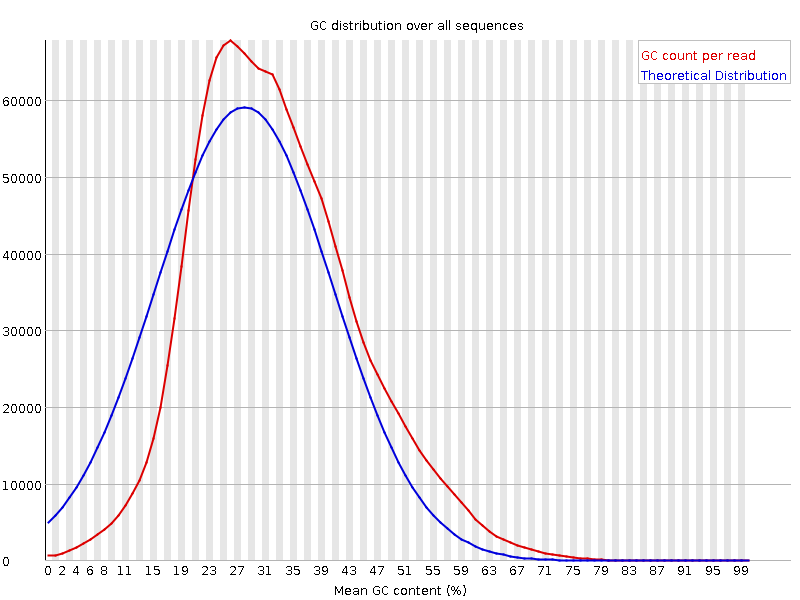 GC distribution over all sequences
GC count per read
Theoretical Distribution
60000
50000
40000
30000
20000
10000
0
0 2 4 6 8 11 15 19 23 27 31 35 39 43 47 51 55 59 63 67 71 75 79 83 87 91 95 99
Mean GC content (%)